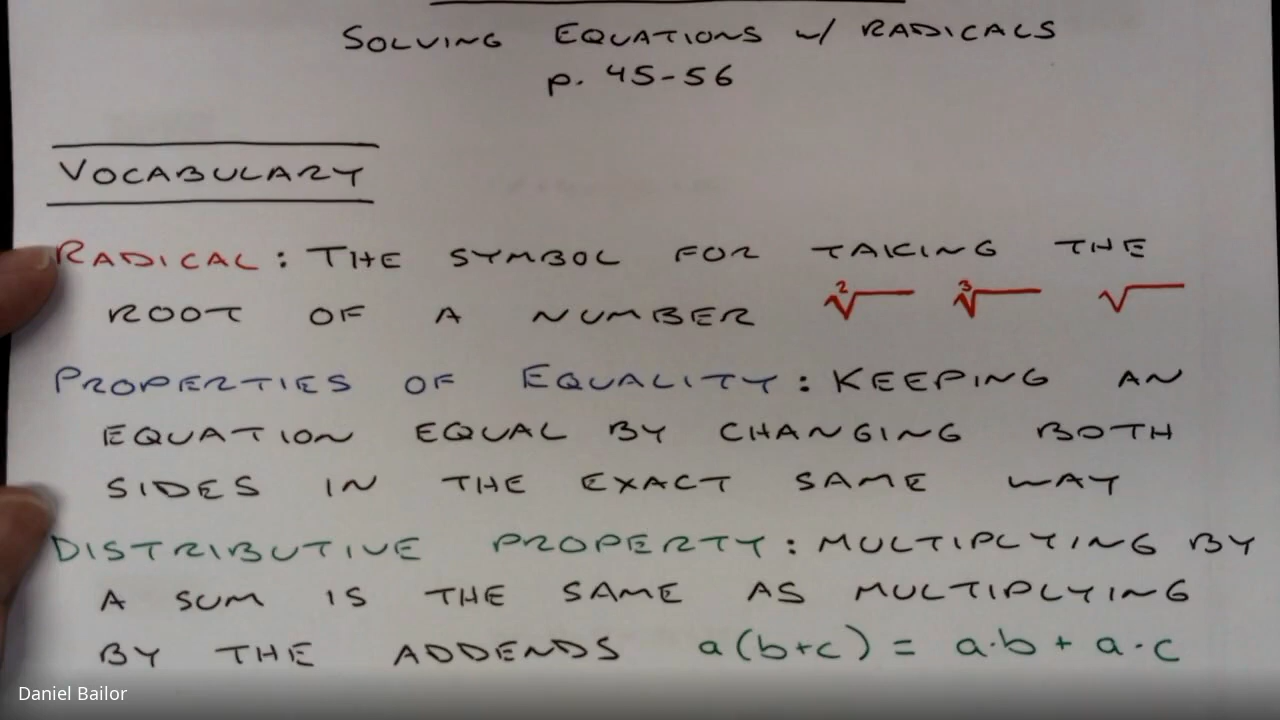 SOLVING EQUATIONS w/ RADICALS
p. 45-56
VOCABULARY
RADICAL: THE SYMBOL FOR TAKING THE
ROOT OF A NUMBER ²√ ³√ √
PROPERTIES OF EQUALITY: KEEPING AN
EQUATION EQUAL BY CHANGING BOTH
SIDES IN THE EXACT SAME WAY
DISTRIBUTIVE PROPERTY: MULTIPLYING BY
A SUM IS THE SAME AS MULTIPLYING
BY THE ADDENDS a(b+c) = a·b + a·c
Daniel Bailor